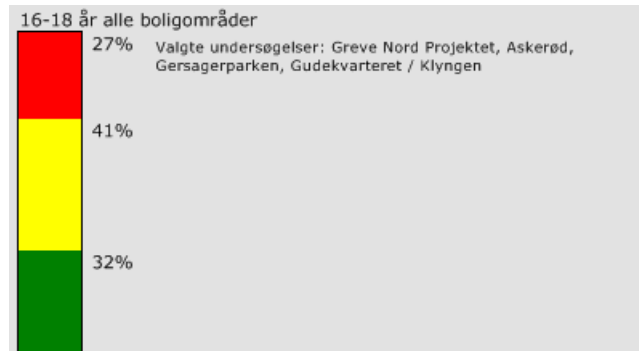 16-18 år alle boligområder
27%
Valgte undersøgelser: Greve Nord Projektet, Askerød,
Gersagerparken, Gudekvarteret / Klyngen
41%
32%